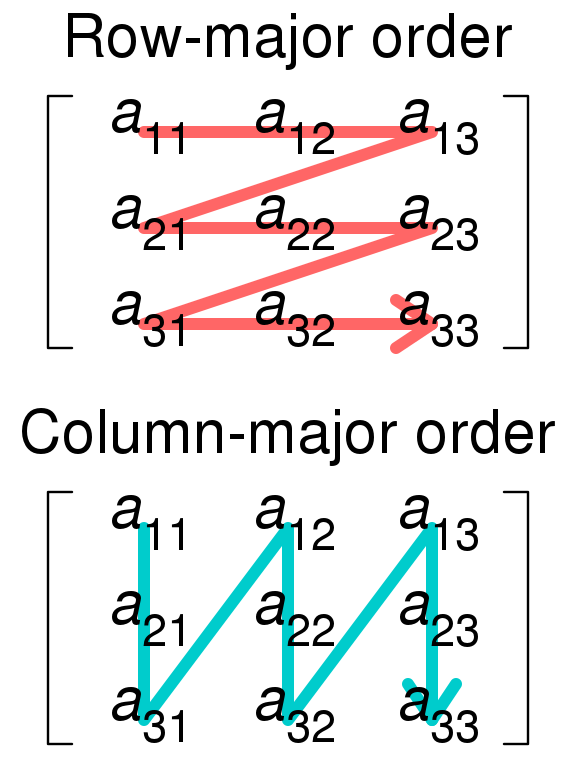 Row-major order
a11 a12 a13
a21 a22 a23
a31 a32 a33
Column-major order
a11 a12 a13
a21 a22 a23
a31 a32 a33